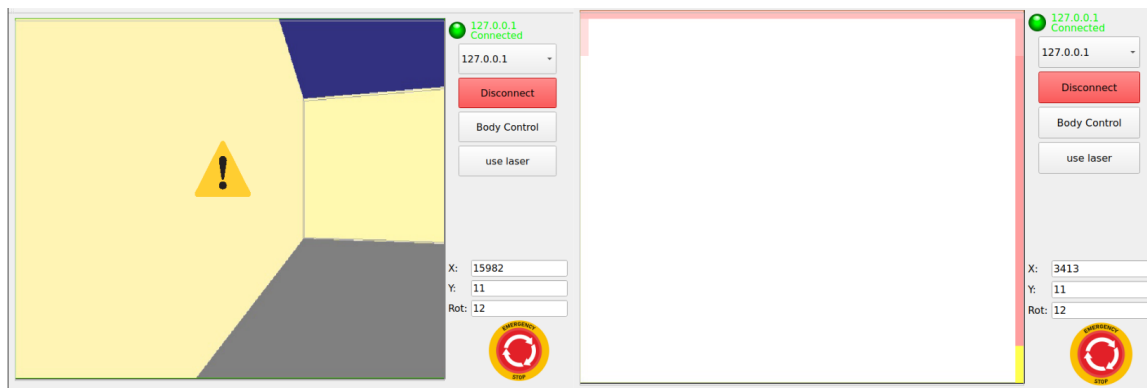 127.0.0.1
Connected
127.0.0.1
Disconnect
Body Control
use laser
!
X: 15982
Y: 11
Rot: 12
EMERGENCY
STOP
127.0.0.1
Connected
127.0.0.1
Disconnect
Body Control
use laser
X: 3413
Y: 11
Rot: 12
EMERGENCY
STOP